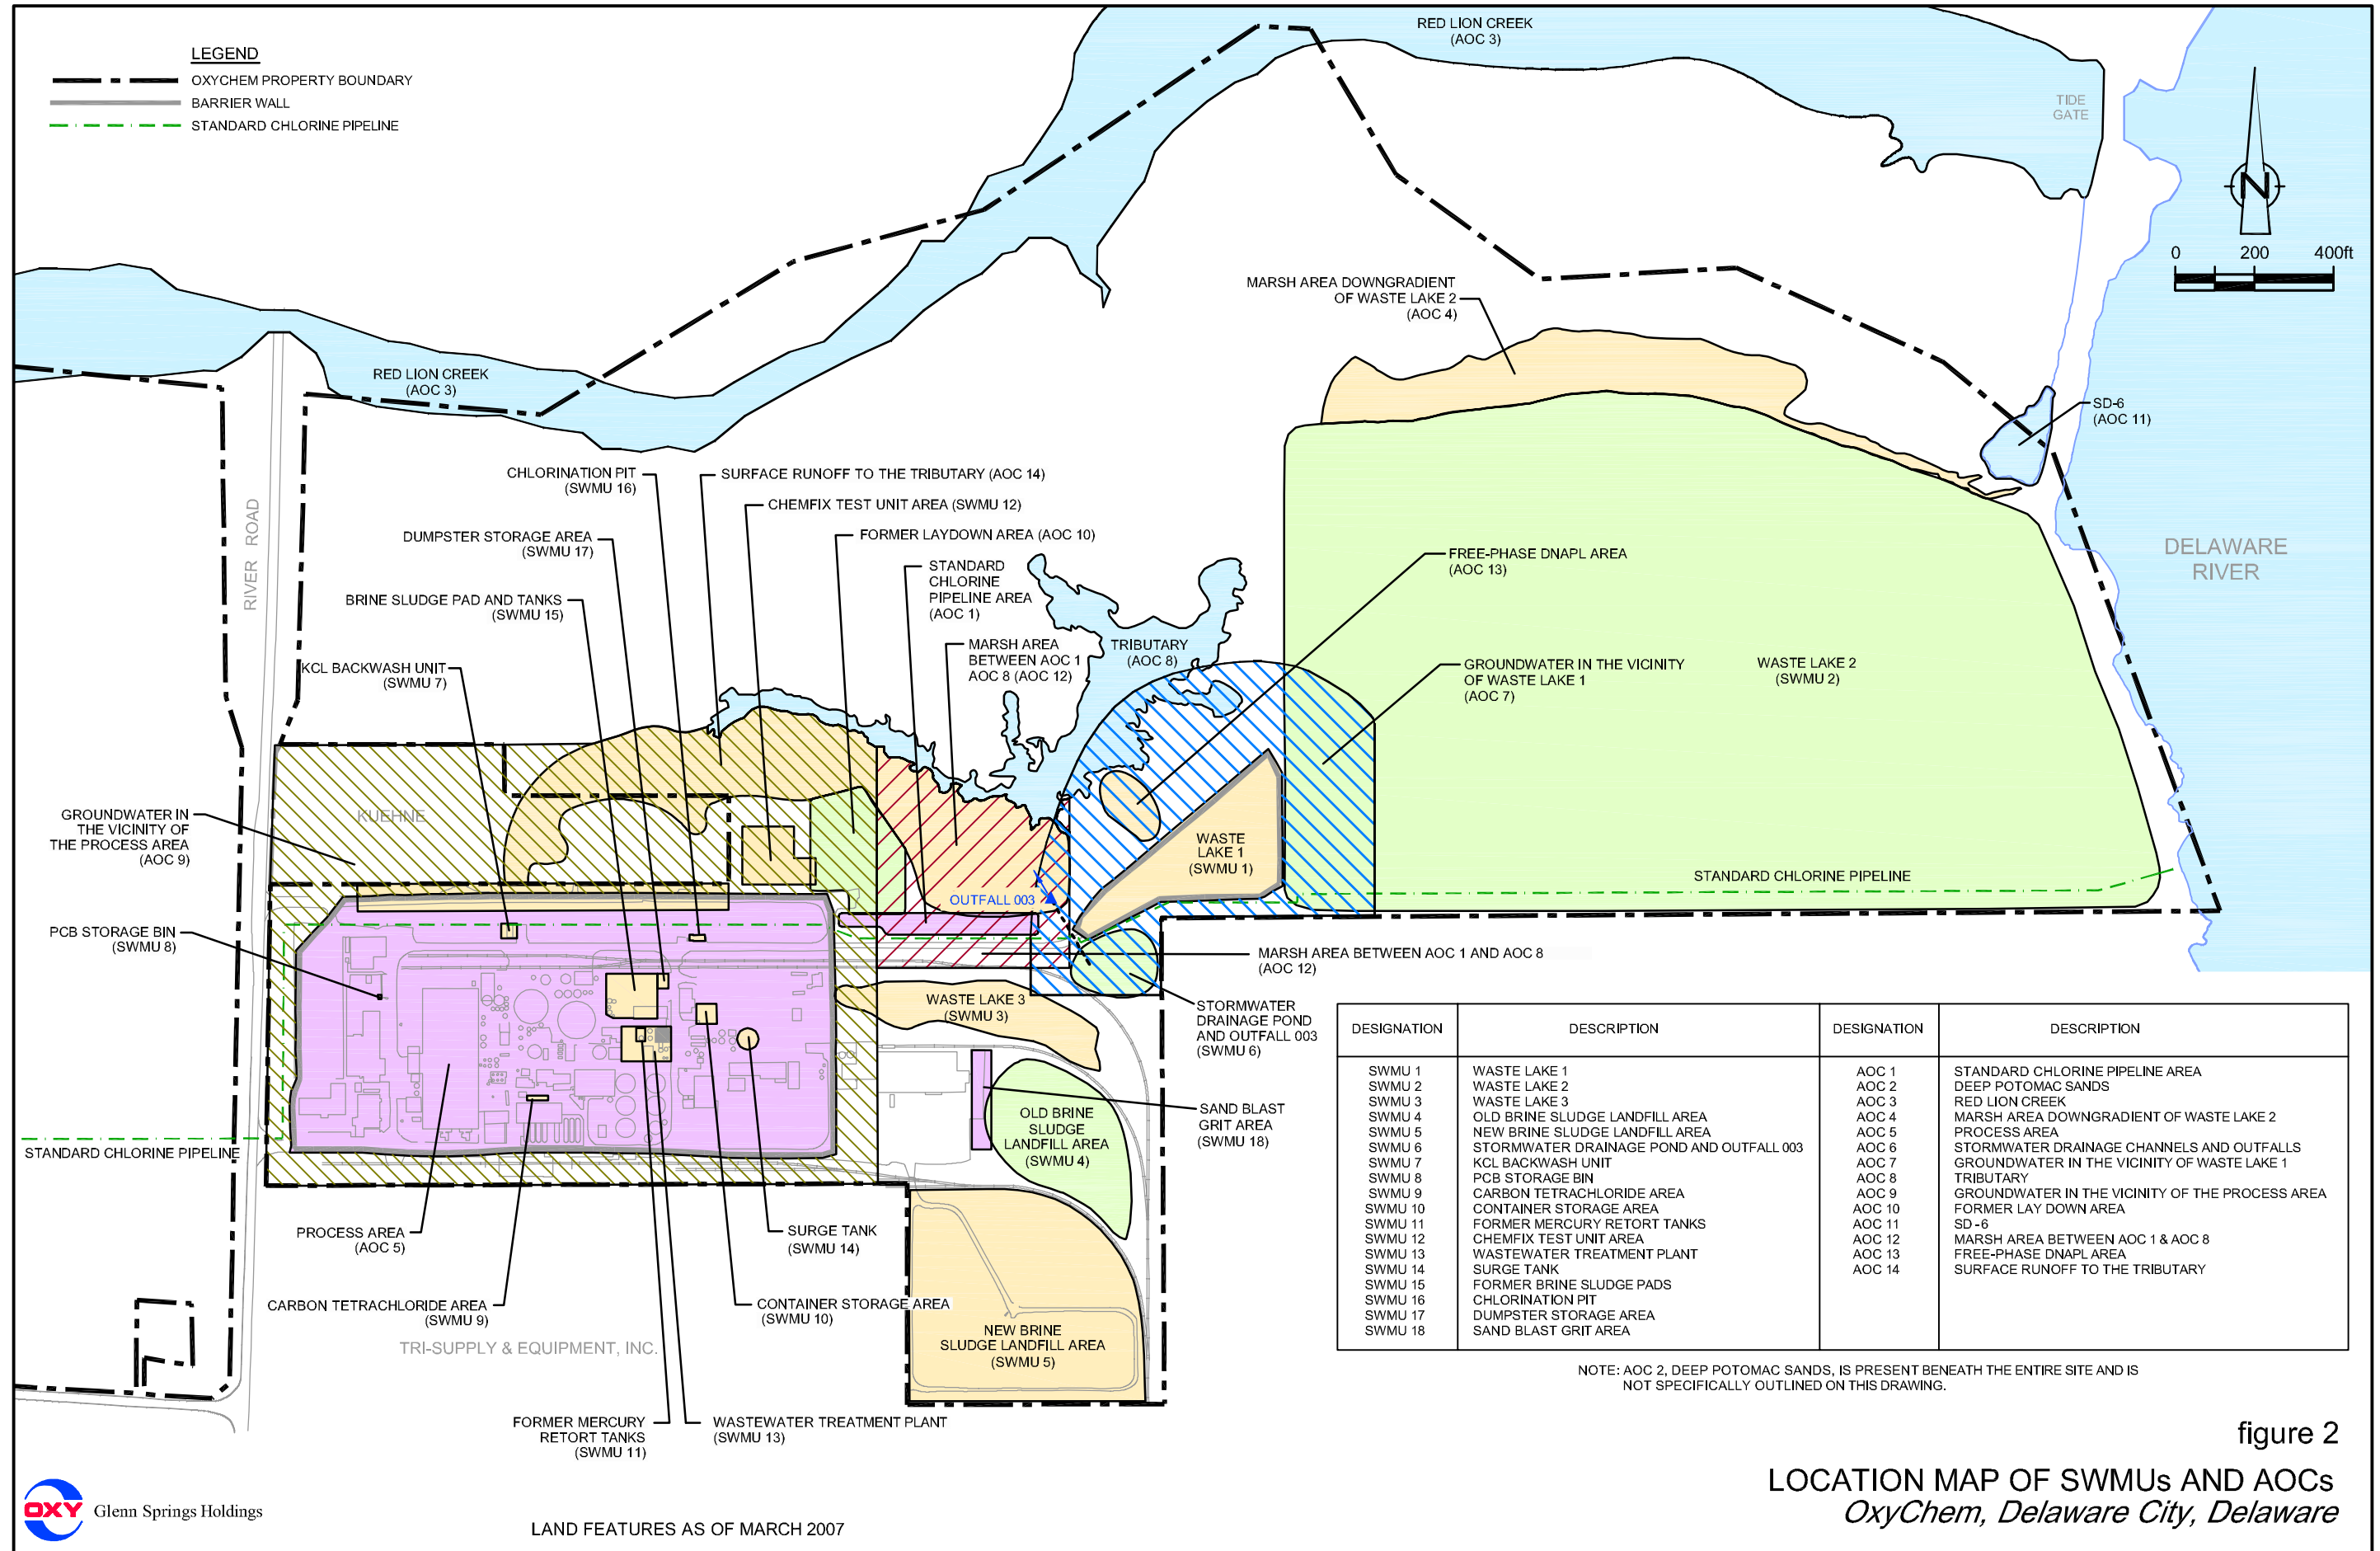 LEGEND
OXYCHEM PROPERTY BOUNDARY
BARRIER WALL
STANDARD CHLORINE PIPELINE
RED LION CREEK
(AOC 3)
TIDE
GATE
N
0 200 400ft
MARSH AREA DOWNGRADIENT
OF WASTE LAKE 2
(AOC 4)
RED LION CREEK
(AOC 3)
SD-6
(AOC 11)
RIVER ROAD
CHLORINATION PIT
(SWMU 16)
SURFACE RUNOFF TO THE TRIBUTARY (AOC 14)
CHEMFIX TEST UNIT AREA (SWMU 12)
DUMPSTER STORAGE AREA
(SWMU 17)
FORMER LAYDOWN AREA (AOC 10)
STANDARD
CHLORINE
PIPELINE AREA
(AOC 1)
FREE-PHASE DNAPL AREA
(AOC 13)
DELAWARE
RIVER
BRINE SLUDGE PAD AND TANKS
(SWMU 15)
MARSH AREA
BETWEEN AOC 1
AOC 8 (AOC 12)
TRIBUTARY
(AOC 8)
KCL BACKWASH UNIT
(SWMU 7)
GROUNDWATER IN THE VICINITY
OF WASTE LAKE 1
(AOC 7)
WASTE LAKE 2
(SWMU 2)
KUEHNE
GROUNDWATER IN
THE VICINITY OF
THE PROCESS AREA
(AOC 9)
WASTE
LAKE 1
(SWMU 1)
STANDARD CHLORINE PIPELINE
OUTFALL 003
PCB STORAGE BIN
(SWMU 8)
MARSH AREA BETWEEN AOC 1 AND AOC 8
(AOC 12)
WASTE LAKE 3
(SWMU 3)
STORMWATER
DRAINAGE POND
AND OUTFALL 003
(SWMU 6)
OLD BRINE
SLUDGE
LANDFILL AREA
(SWMU 4)
SAND BLAST
GRIT AREA
(SWMU 18)
STANDARD CHLORINE PIPELINE
PROCESS AREA
(AOC 5)
SURGE TANK
(SWMU 14)
CARBON TETRACHLORIDE AREA
(SWMU 9)
CONTAINER STORAGE AREA
(SWMU 10)
TRI-SUPPLY & EQUIPMENT, INC.
NEW BRINE
SLUDGE LANDFILL AREA
(SWMU 5)
FORMER MERCURY
RETORT TANKS
(SWMU 11)
WASTEWATER TREATMENT PLANT
(SWMU 13)
DESIGNATION DESCRIPTION DESIGNATION DESCRIPTION
SWMU 1 WASTE LAKE 1 AOC 1 STANDARD CHLORINE PIPELINE AREA
SWMU 2 WASTE LAKE 2 AOC 2 DEEP POTOMAC SANDS
SWMU 3 WASTE LAKE 3 AOC 3 RED LION CREEK
SWMU 4 OLD BRINE SLUDGE LANDFILL AREA AOC 4 MARSH AREA DOWNGRADIENT OF WASTE LAKE 2
SWMU 5 NEW BRINE SLUDGE LANDFILL AREA AOC 5 PROCESS AREA
SWMU 6 STORMWATER DRAINAGE POND AND OUTFALL 003 AOC 6 STORMWATER DRAINAGE CHANNELS AND OUTFALLS
SWMU 7 KCL BACKWASH UNIT AOC 7 GROUNDWATER IN THE VICINITY OF WASTE LAKE 1
SWMU 8 PCB STORAGE BIN AOC 8 TRIBUTARY
SWMU 9 CARBON TETRACHLORIDE AREA AOC 9 GROUNDWATER IN THE VICINITY OF THE PROCESS AREA
SWMU 10 CONTAINER STORAGE AREA AOC 10 FORMER LAY DOWN AREA
SWMU 11 FORMER MERCURY RETORT TANKS AOC 11 SD-6
SWMU 12 CHEMFIX TEST UNIT AREA AOC 12 MARSH AREA BETWEEN AOC 1 & AOC 8
SWMU 13 WASTEWATER TREATMENT PLANT AOC 13 FREE-PHASE DNAPL AREA
SWMU 14 SURGE TANK AOC 14 SURFACE RUNOFF TO THE TRIBUTARY
SWMU 15 FORMER BRINE SLUDGE PADS
SWMU 16 CHLORINATION PIT
SWMU 17 DUMPSTER STORAGE AREA
SWMU 18 SAND BLAST GRIT AREA
NOTE: AOC 2, DEEP POTOMAC SANDS, IS PRESENT BENEATH THE ENTIRE SITE AND IS
NOT SPECIFICALLY OUTLINED ON THIS DRAWING.
figure 2
LOCATION MAP OF SWMUs AND AOCs
OxyChem, Delaware City, Delaware
OXY Glenn Springs Holdings
LAND FEATURES AS OF MARCH 2007